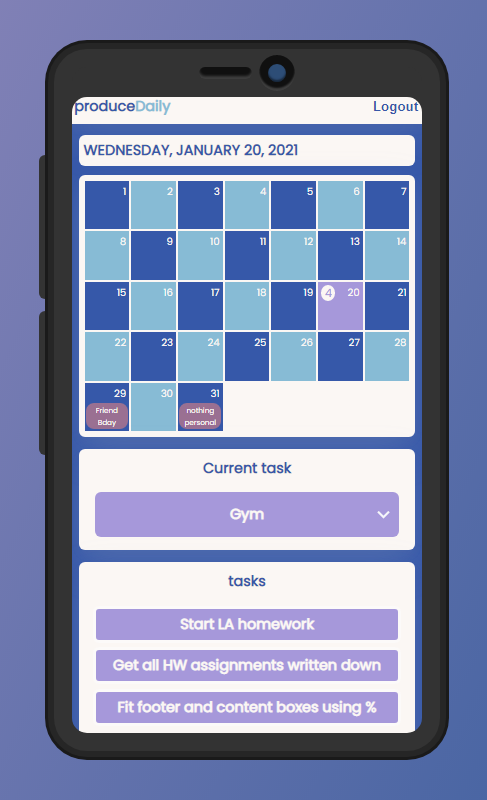 produceDaily Logout
WEDNESDAY, JANUARY 20, 2021
1 2 3 4 5 6 7
8 9 10 11 12 13 14
15 16 17 18 19 4 20 21
22 23 24 25 26 27 28
29 30 31
Friend nothing
Bday personal
Current task
Gym
tasks
Start LA homework
Get all HW assignments written down
Fit footer and content boxes using %